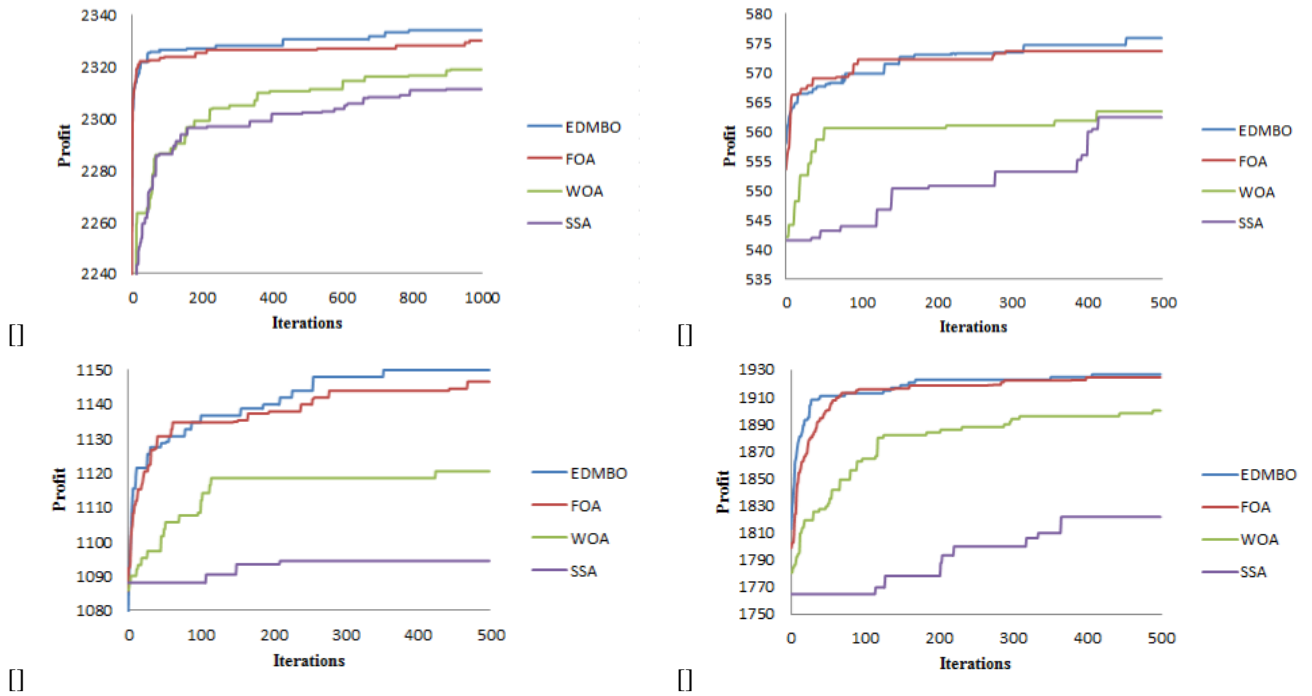 2340
2320
2300
2280
2260
2240
Profit
0 200 400 600 800 1000
Iterations
EDMBO
FOA
WOA
SSA
[]
580
575
570
565
560
555
550
545
540
535
Profit
0 100 200 300 400 500
Iterations
EDMBO
FOA
WOA
SSA
[]
1150
1140
1130
1120
1110
1100
1090
1080
Profit
0 100 200 300 400 500
Iterations
EDMBO
FOA
WOA
SSA
[]
1930
1910
1890
1870
1850
1830
1810
1790
1770
1750
Profit
0 100 200 300 400 500
Iterations
EDMBO
FOA
WOA
SSA
[]